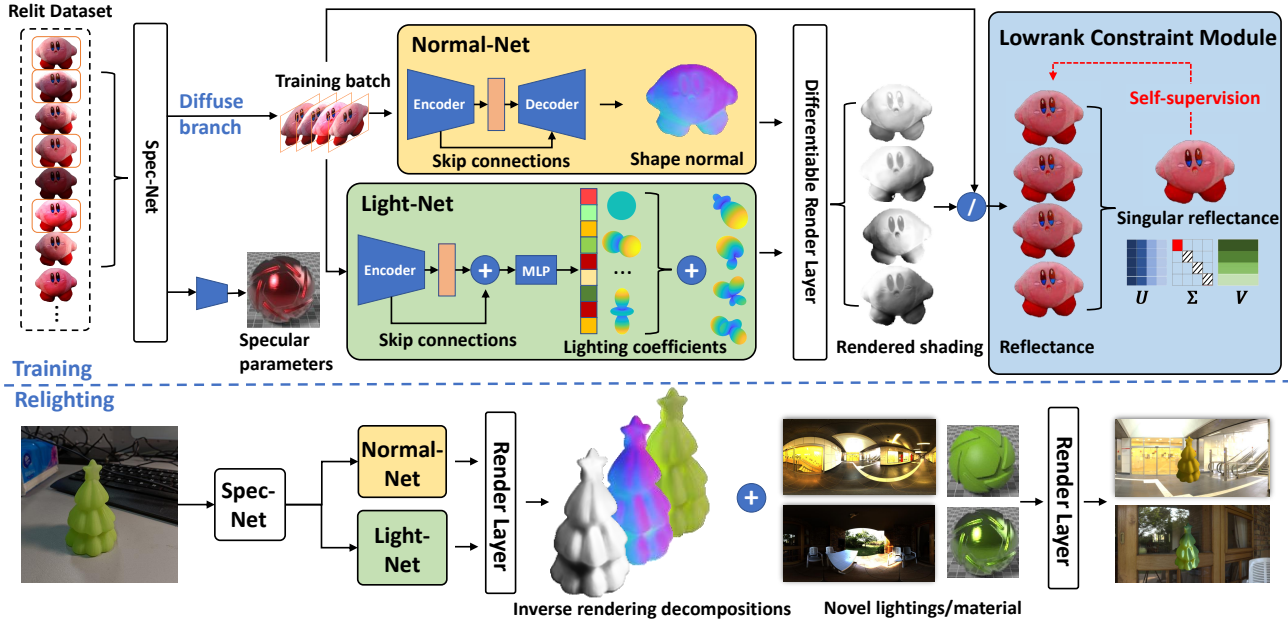 Relit Dataset
Spec-Net
Diffuse
branch
Training batch
Normal-Net
Encoder
Decoder
Skip connections
Shape normal
Light-Net
Encoder
MLP
...
Skip connections
Lighting coefficients
Specular
parameters
Differentiable Render Layer
Rendered shading
/
Lowrank Constraint Module
Self-supervision
Singular reflectance
U Σ V
Reflectance
Training
Relighting
Spec-
Net
Normal-
Net
Light-
Net
Render Layer
Inverse rendering decompositions
Novel lightings/material
Render Layer